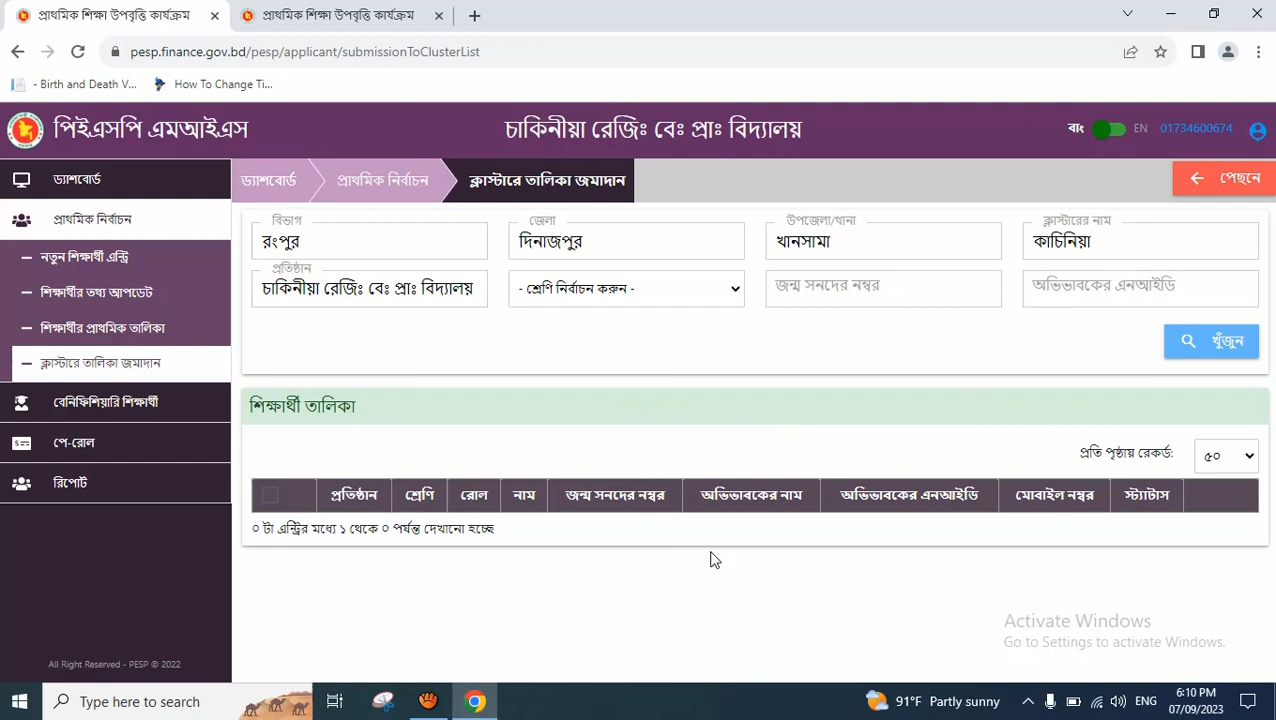 প্রাথমিক শিক্ষা উপবৃত্তি কার্যক্রম
প্রাথমিক শিক্ষা উপবৃত্তি কার্যক্রম
pesp.finance.gov.bd/pesp/applicant/submissionToClusterList
- Birth and Death V...
How To Change Ti...
পিইএসপি এমআইএস
চাকিনীয়া রেজিঃ বেঃ প্রাঃ বিদ্যালয়
বাং EN 01734600674
ড্যাশবোর্ড
প্রাথমিক নির্বাচন
নতুন শিক্ষার্থী এন্ট্রি
শিক্ষার্থীর তথ্য আপডেট
শিক্ষার্থীর প্রাথমিক তালিকা
ক্লাস্টারে তালিকা জমাদান
বেনিফিশিয়ারি শিক্ষার্থী
পে-রোল
রিপোর্ট
All Right Reserved - PESP © 2022
ড্যাশবোর্ড প্রাথমিক নির্বাচন ক্লাস্টারে তালিকা জমাদান
পেছনে
বিভাগ জেলা উপজেলা/থানা ক্লাস্টারের নাম
রংপুর দিনাজপুর খানসামা কাচিনিয়া
প্রতিষ্ঠান
চাকিনীয়া রেজিঃ বেঃ প্রাঃ বিদ্যালয় - শ্রেণি নির্বাচন করুন - জন্ম সনদের নম্বর অভিভাবকের এনআইডি
খুঁজুন
শিক্ষার্থী তালিকা
প্রতি পৃষ্ঠায় রেকর্ড: ৫০
প্রতিষ্ঠান শ্রেণি রোল নাম জন্ম সনদের নম্বর অভিভাবকের নাম অভিভাবকের এনআইডি মোবাইল নম্বর স্ট্যাটাস
০ টা এন্ট্রির মধ্যে ১ থেকে ০ পর্যন্ত দেখানো হচ্ছে
Activate Windows
Go to Settings to activate Windows.
Type here to search
91°F Partly sunny
ENG
6:10 PM
07/09/2023